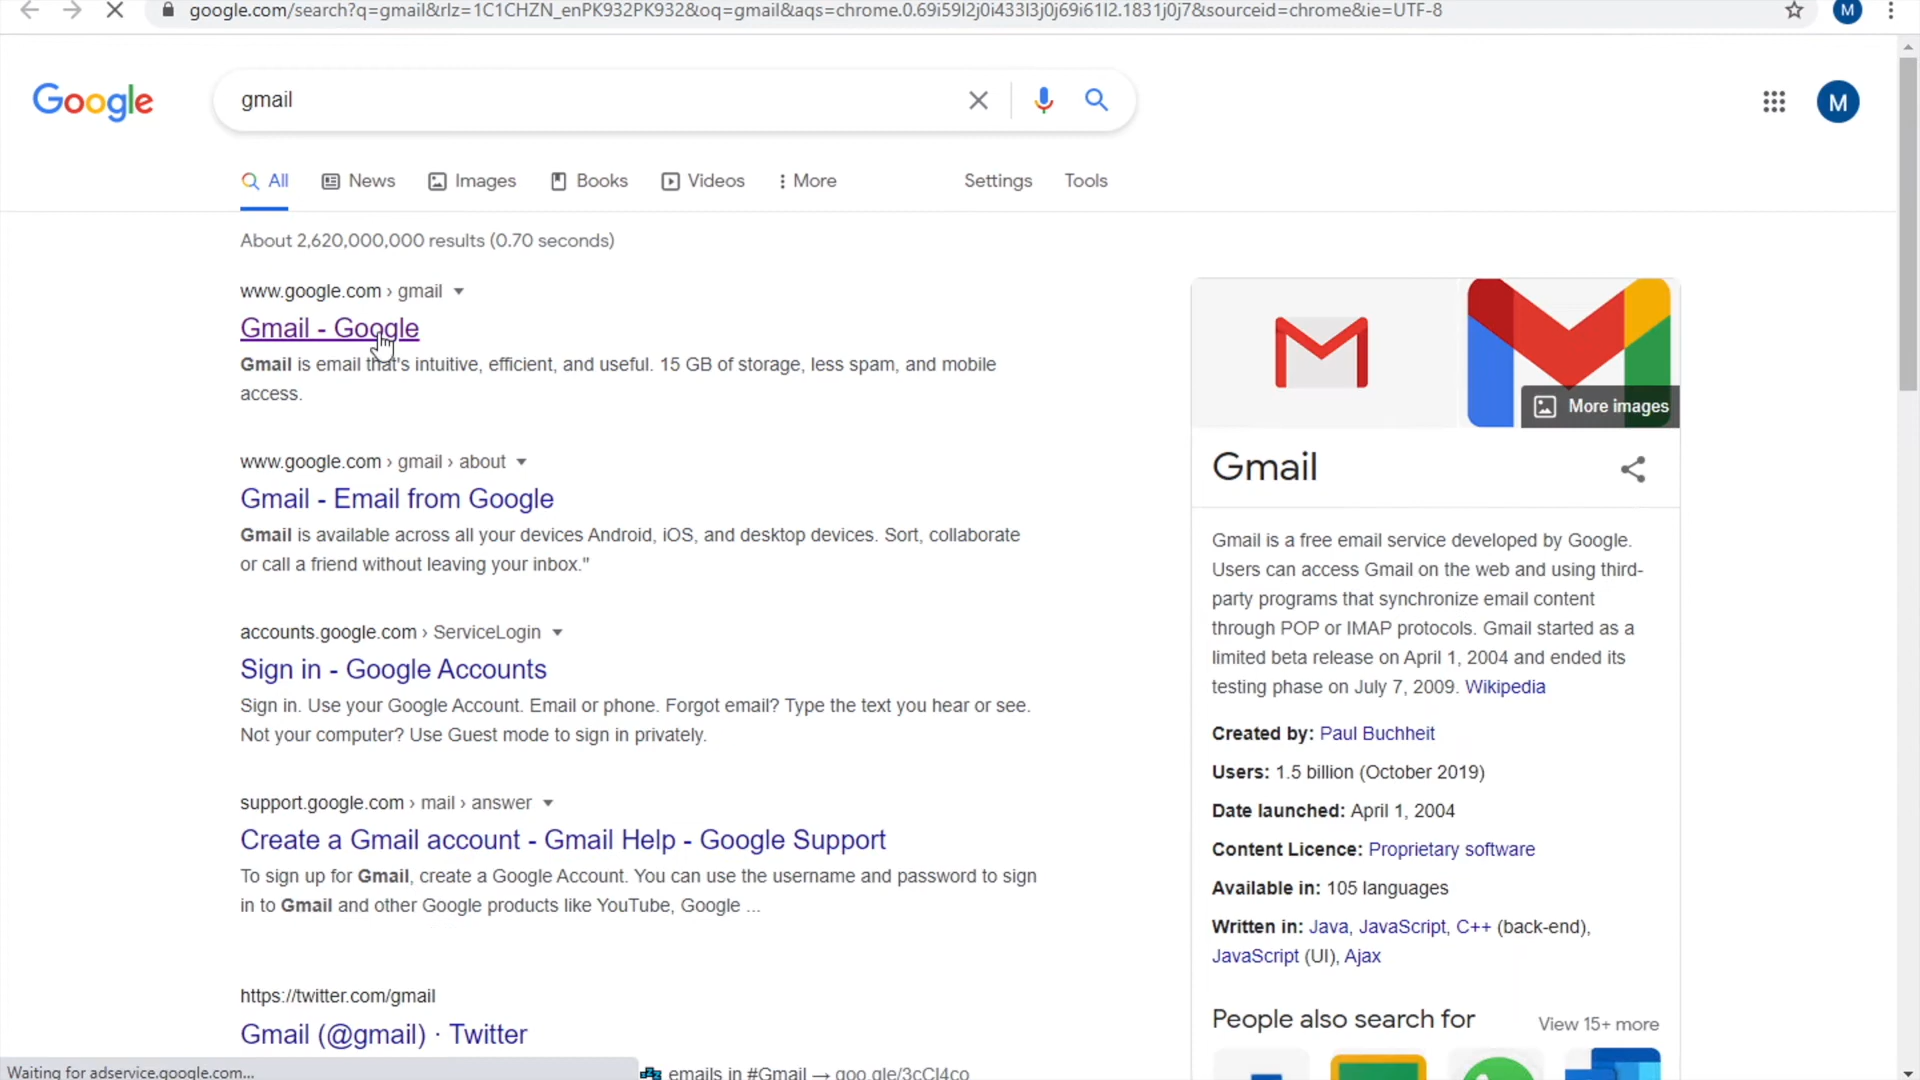 google.com/search?q=gmail&rlz=1C1CHZN_enPK932PK932&oq=gmail&aqs=chrome.0.69i59l2j0i433l3j0j69i61l2.1831j0j7&sourceid=chrome&ie=UTF-8
M
Google
gmail
M
All
News
Images
Books
Videos
More
Settings
Tools
About 2,620,000,000 results (0.70 seconds)
www.google.com › gmail
Gmail - Google
Gmail is email that's intuitive, efficient, and useful. 15 GB of storage, less spam, and mobile
access.
www.google.com › gmail › about
Gmail - Email from Google
Gmail is available across all your devices Android, iOS, and desktop devices. Sort, collaborate
or call a friend without leaving your inbox."
accounts.google.com › ServiceLogin
Sign in - Google Accounts
Sign in. Use your Google Account. Email or phone. Forgot email? Type the text you hear or see.
Not your computer? Use Guest mode to sign in privately.
support.google.com › mail › answer
Create a Gmail account - Gmail Help - Google Support
To sign up for Gmail, create a Google Account. You can use the username and password to sign
in to Gmail and other Google products like YouTube, Google ...
https://twitter.com/gmail
Gmail (@gmail) · Twitter
emails in #Gmail → goo.gle/3cCl4co
Waiting for adservice.google.com...
More images
Gmail
Gmail is a free email service developed by Google.
Users can access Gmail on the web and using third-
party programs that synchronize email content
through POP or IMAP protocols. Gmail started as a
limited beta release on April 1, 2004 and ended its
testing phase on July 7, 2009. Wikipedia
Created by: Paul Buchheit
Users: 1.5 billion (October 2019)
Date launched: April 1, 2004
Content Licence: Proprietary software
Available in: 105 languages
Written in: Java, JavaScript, C++ (back-end),
JavaScript (UI), Ajax
People also search for
View 15+ more